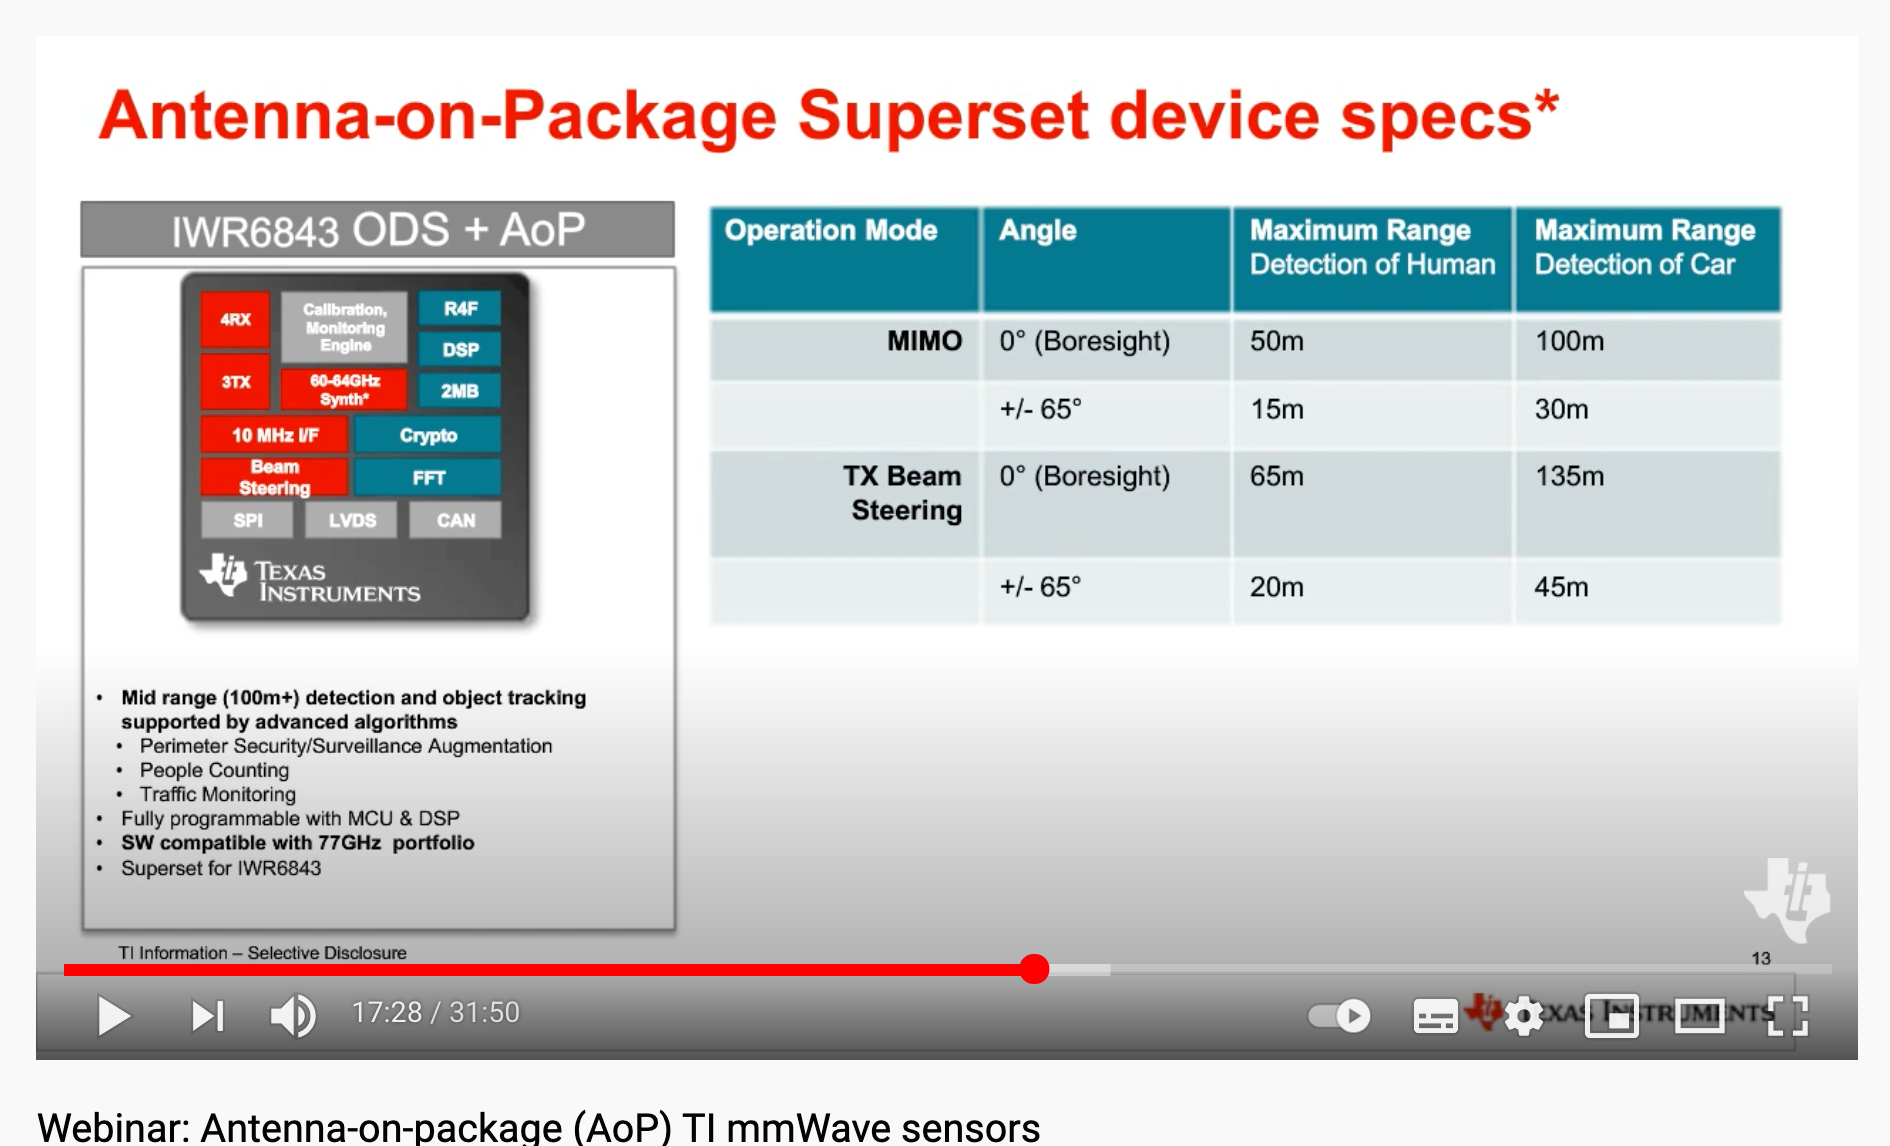 Antenna-on-Package Superset device specs*
IWR6843 ODS + AoP
4RX
Calibration,
Monitoring
Engine
R4F
DSP
3TX
60-64GHz
Synth*
2MB
10 MHz I/F
Crypto
Beam
Steering
FFT
SPI
LVDS
CAN
TEXAS
INSTRUMENTS
• Mid range (100m+) detection and object tracking
supported by advanced algorithms
• Perimeter Security/Surveillance Augmentation
• People Counting
• Traffic Monitoring
• Fully programmable with MCU & DSP
• SW compatible with 77GHz portfolio
• Superset for IWR6843
Operation Mode Angle Maximum Range Maximum Range
Detection of Human Detection of Car
MIMO 0° (Boresight) 50m 100m
+/- 65° 15m 30m
TX Beam 0° (Boresight) 65m 135m
Steering
+/- 65° 20m 45m
TI Information – Selective Disclosure
13
17:28 / 31:50
TEXAS INSTRUMENTS
Webinar: Antenna-on-package (AoP) TI mmWave sensors